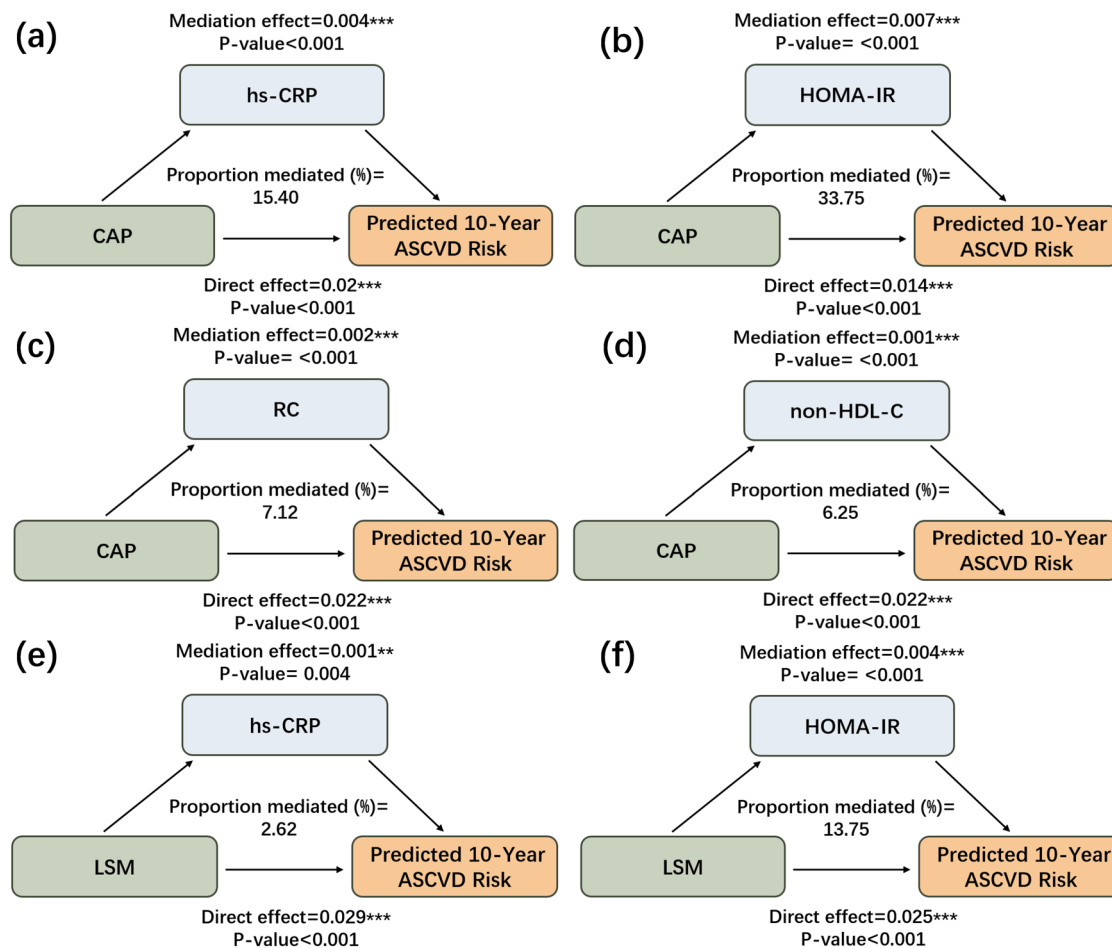 (a)
Mediation effect=0.004***
P-value<0.001
hs-CRP
Proportion mediated (%)=
15.40
CAP
Predicted 10-Year
ASCVD Risk
Direct effect=0.02***
P-value<0.001
(b)
Mediation effect=0.007***
P-value= <0.001
HOMA-IR
Proportion mediated (%)=
33.75
CAP
Predicted 10-Year
ASCVD Risk
Direct effect=0.014***
P-value<0.001
(c)
Mediation effect=0.002***
P-value= <0.001
RC
Proportion mediated (%)=
7.12
CAP
Predicted 10-Year
ASCVD Risk
Direct effect=0.022***
P-value<0.001
(d)
Mediation effect=0.001***
P-value= <0.001
non-HDL-C
Proportion mediated (%)=
6.25
CAP
Predicted 10-Year
ASCVD Risk
Direct effect=0.022***
P-value<0.001
(e)
Mediation effect=0.001**
P-value= 0.004
hs-CRP
Proportion mediated (%)=
2.62
LSM
Predicted 10-Year
ASCVD Risk
Direct effect=0.029***
P-value<0.001
(f)
Mediation effect=0.004***
P-value= <0.001
HOMA-IR
Proportion mediated (%)=
13.75
LSM
Predicted 10-Year
ASCVD Risk
Direct effect=0.025***
P-value<0.001